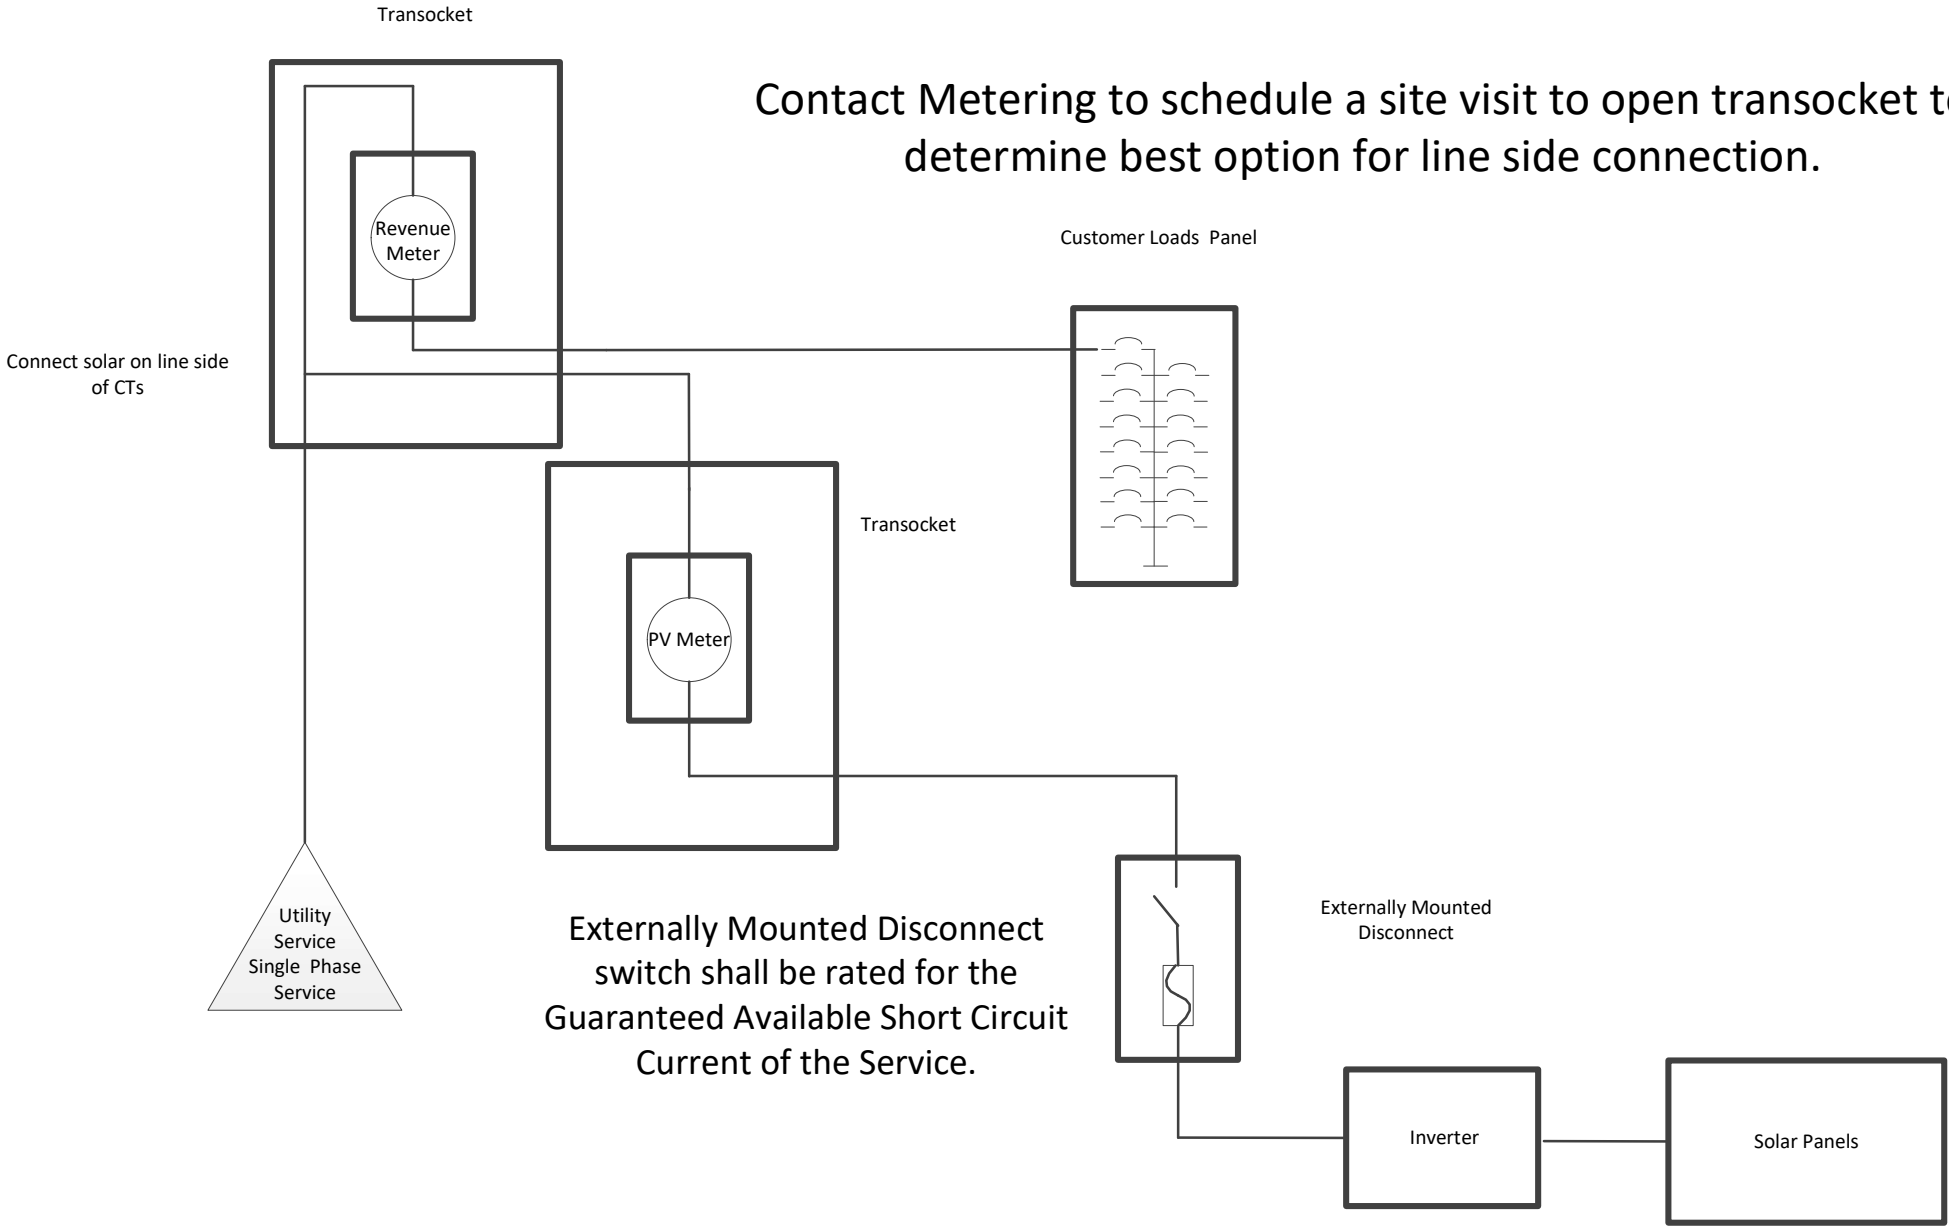 Transocket
Contact Metering to schedule a site visit to open transocket to
determine best option for line side connection.
Revenue
Meter
Customer Loads  Panel
Connect solar on line side
of CTs
Transocket
PV Meter
Utility
Service
Single  Phase
Service
Externally Mounted Disconnect
switch shall be rated for the
Guaranteed Available Short Circuit
Current of the Service.
Externally Mounted
Disconnect
Inverter
Solar Panels